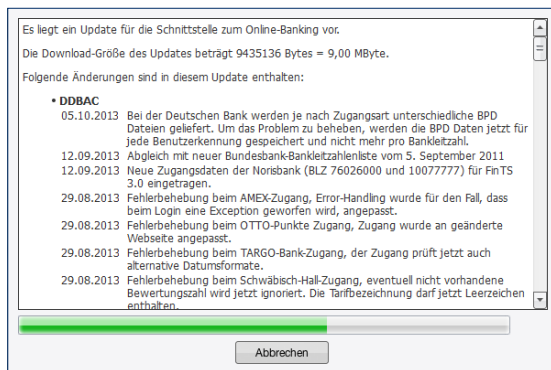 Es liegt ein Update für die Schnittstelle zum Online-Banking vor.
Die Download-Größe des Updates beträgt 9435136 Bytes = 9,00 MByte.
Folgende Änderungen sind in diesem Update enthalten:
• DDBAC
05.10.2013 Bei der Deutschen Bank werden je nach Zugangsart unterschiedliche BPD
Dateien geliefert. Um das Problem zu beheben, werden die BPD Daten jetzt für
jede Benutzerkennung gespeichert und nicht mehr pro Bankleitzahl.
12.09.2013 Abgleich mit neuer Bundesbank-Bankleitzahlenliste vom 5. September 2011
12.09.2013 Neue Zugangsdaten der Norisbank (BLZ 76026000 und 10077777) für FinTS
3.0 eingetragen.
29.08.2013 Fehlerbehebung beim AMEX-Zugang, Error-Handling wurde für den Fall, dass
beim Login eine Exception geworfen wird, angepasst.
29.08.2013 Fehlerbehebung beim OTTO-Punkte Zugang, Zugang wurde an geänderte
Webseite angepasst.
29.08.2013 Fehlerbehebung beim TARGO-Bank-Zugang, der Zugang prüft jetzt auch
alternative Datumsformate.
29.08.2013 Fehlerbehebung beim Schwäbisch-Hall-Zugang, eventuell nicht vorhandene
Bewertungszahl wird jetzt ignoriert. Die Tarifbezeichnung darf jetzt Leerzeichen
enthalten.
Abbrechen